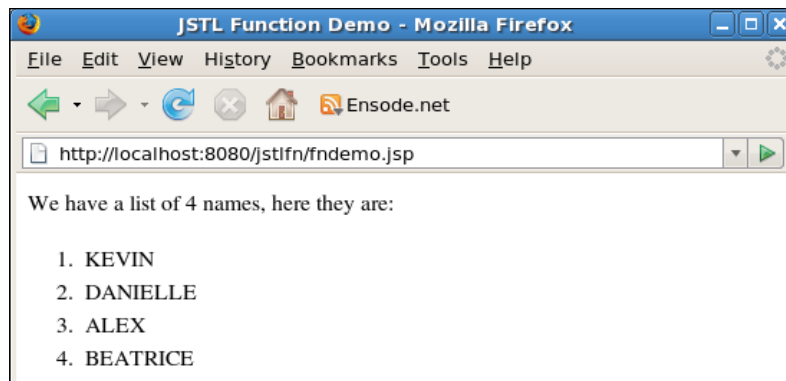 JSTL Function Demo - Mozilla Firefox
File Edit View History Bookmarks Tools Help
Ensode.net
http://localhost:8080/jstlfn/fndemo.jsp
We have a list of 4 names, here they are:
1. KEVIN
2. DANIELLE
3. ALEX
4. BEATRICE